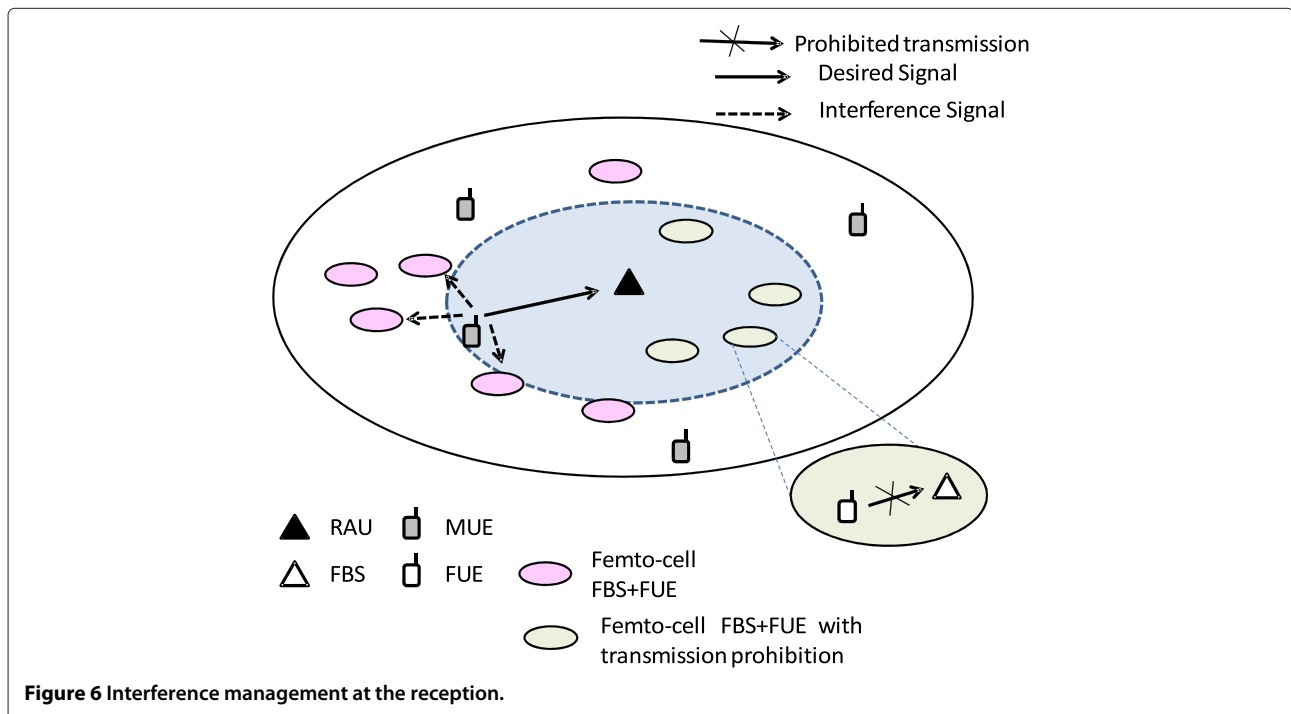 Prohibited transmission
Desired Signal
Interference Signal
RAU
MUE
FBS
FUE
Femto-cell
FBS+FUE
Femto-cell FBS+FUE with
transmission prohibition
Figure 6 Interference management at the reception.